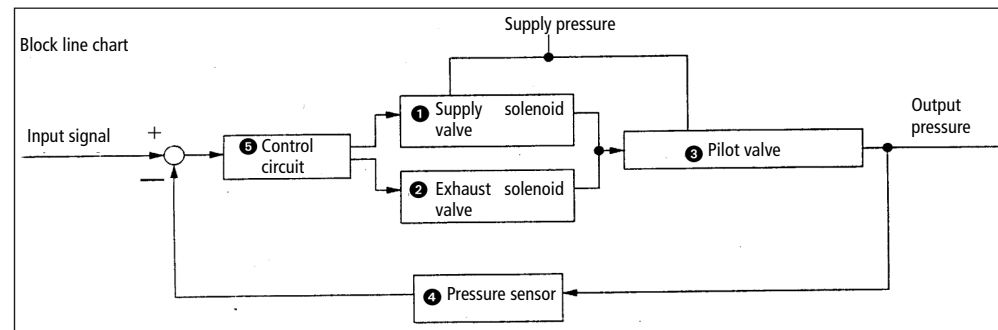 Supply pressure
Block line chart
❶ Supply solenoid
valve
Output
pressure
Input signal
+
❺ Control
circuit
❸ Pilot valve
—
❷ Exhaust solenoid
valve
❹ Pressure sensor